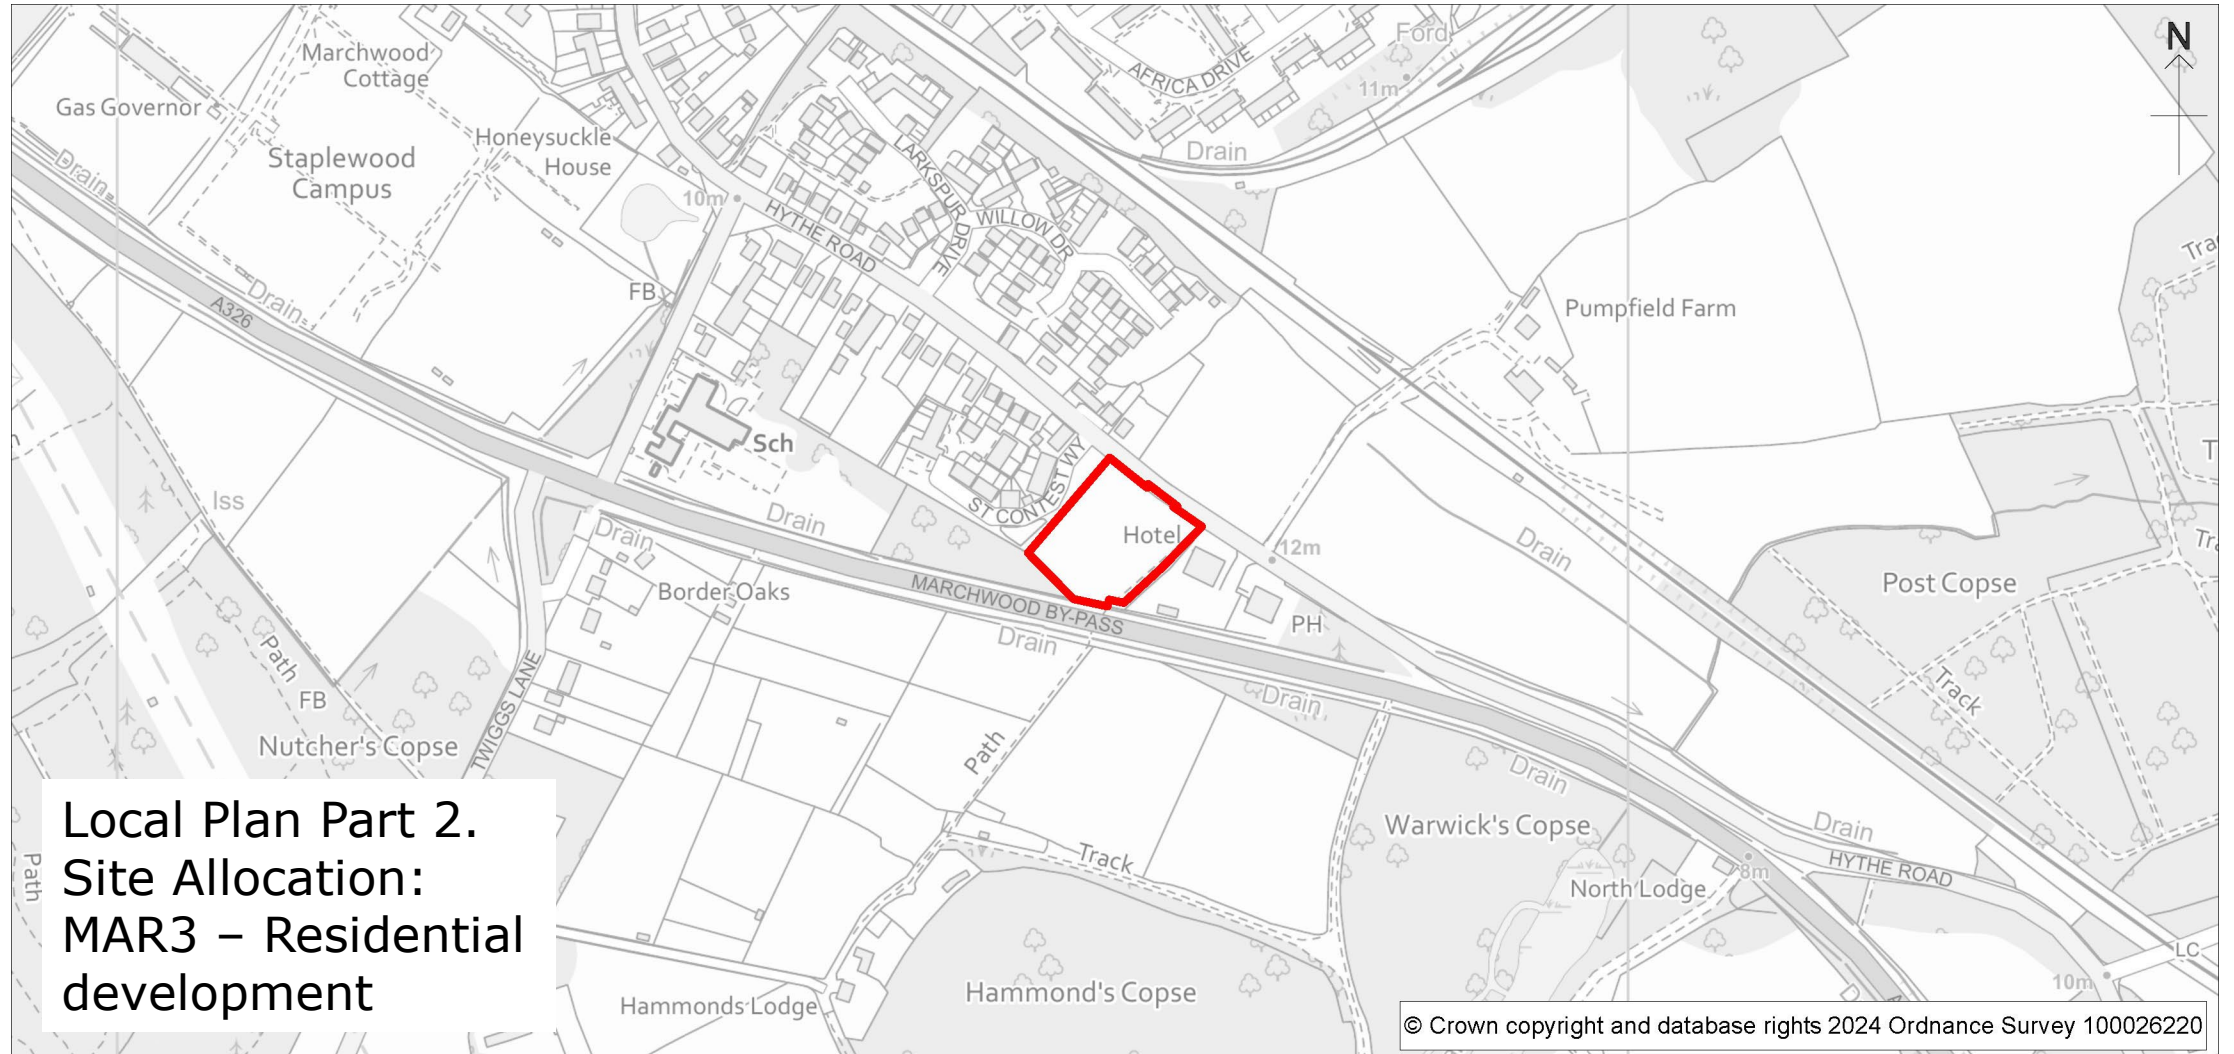 Marchwood
Cottage
Ford
N
AFRICA DRIVE
11m
Gas Governor
Honeysuckle
House
Staplewood
Campus
Drain
Drain
LARKSPUR DRIVE
10m
WILLOW DR
HYTHE ROAD
FB
Drain
A326
Pumpfield Farm
Sch
ST CONTEST WY
Iss
Drain
Drain
Hotel
12m
Drain
Border Oaks
MARCHWOOD BY-PASS
Drain
PH
Post Copse
Path
FB
TWIGGS LANE
Nutcher's Copse
Path
Drain
Track
Drain
Local Plan Part 2.
Site Allocation:
MAR3 – Residential
development
Path
Track
Warwick's Copse
Drain
HYTHE ROAD
8m
North Lodge
LC
10m
Hammonds Lodge
Hammond's Copse
© Crown copyright and database rights 2024 Ordnance Survey 100026220